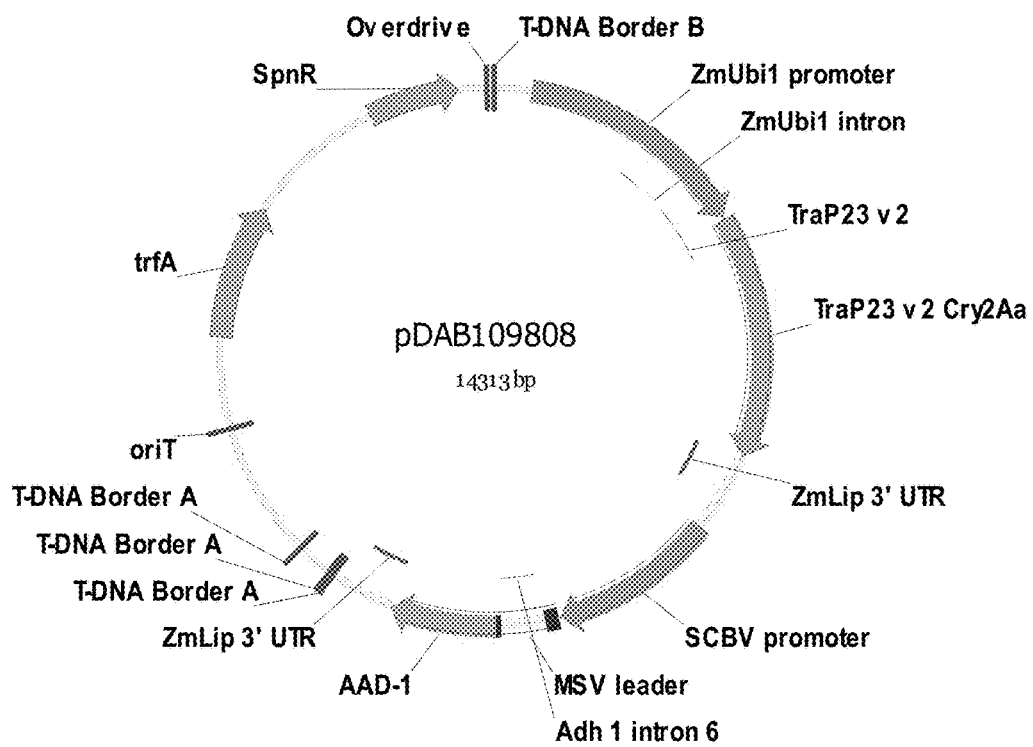 Overdrive
T-DNA Border B
SpnR
ZmUbi1 promoter
ZmUbi1 intron
TraP23 v2
trfA
TraP23 v2 Cry2Aa
pDAB109808
14313bp
oriT
T-DNA Border A
ZmLip 3' UTR
T-DNA Border A
T-DNA Border A
ZmLip 3' UTR
SCBV promoter
AAD-1
MSV leader
Adh 1 intron 6